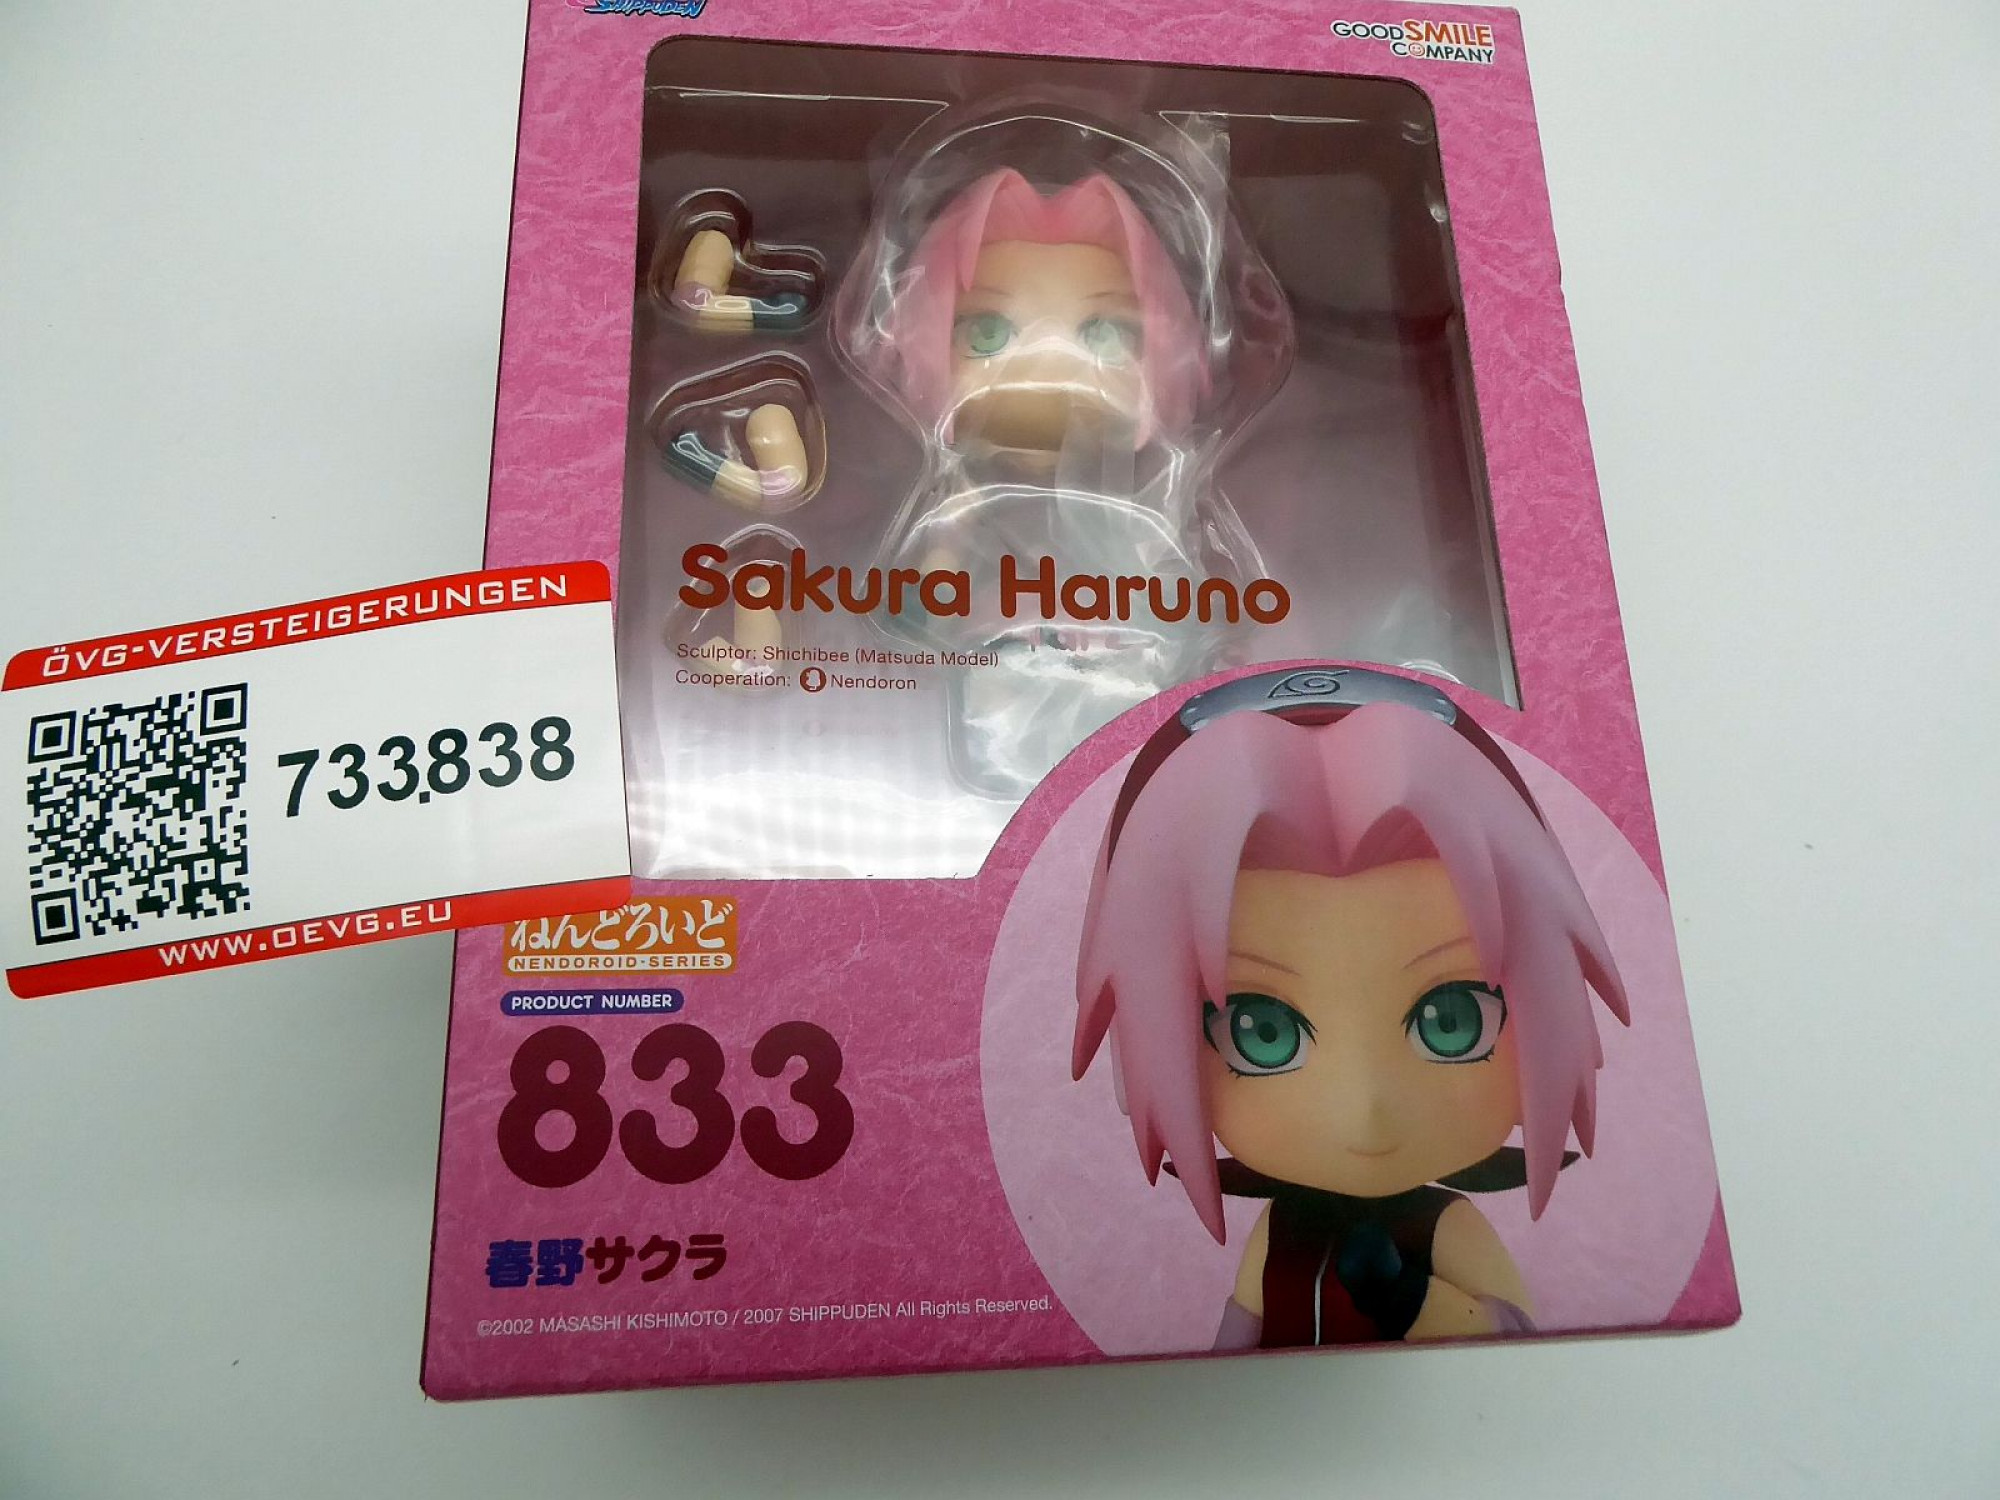 SHIPPUDEN
GOODSMILE
COMPANY
Sakura Haruno
Sculptor: Shichibee (Matsuda Model)
Cooperation: Nendoron
ÖVG-VERSTEIGERUNGEN
733.838
WWW.OEVG.EU
ねんどろいど
NENDOROID-SERIES
PRODUCT NUMBER
833
春野サクラ
©2002 MASASHI KISHIMOTO / 2007 SHIPPUDEN All Rights Reserved.